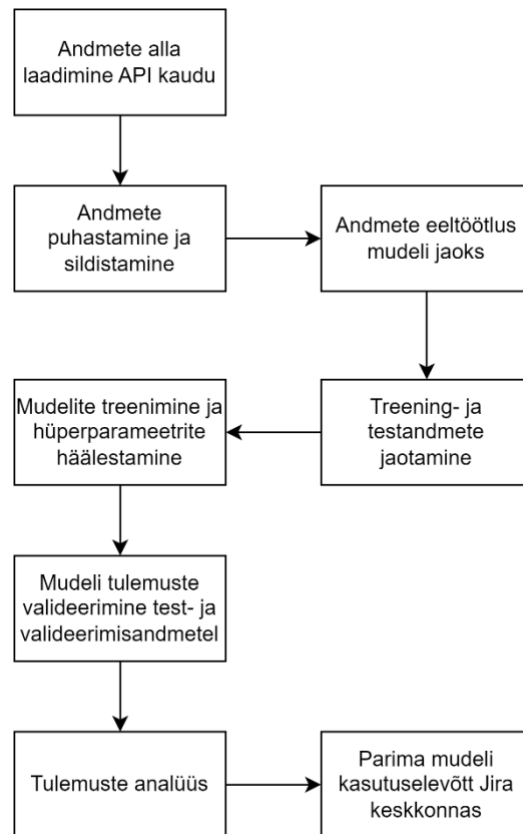 Andmete alla
laadimine API kaudu
Andmete
puhastamine ja
sildistamine
Andmete eeltöötlus
mudeli jaoks
Treening- ja
testandmete
jaotamine
Mudelite treenimine ja
hüperparameetrite
häälestamine
Mudeli tulemuste
valideerimine test- ja
valideerimisandmetel
Tulemuste analüüs
Parima mudeli
kasutuselevõtt Jira
keskkonnas